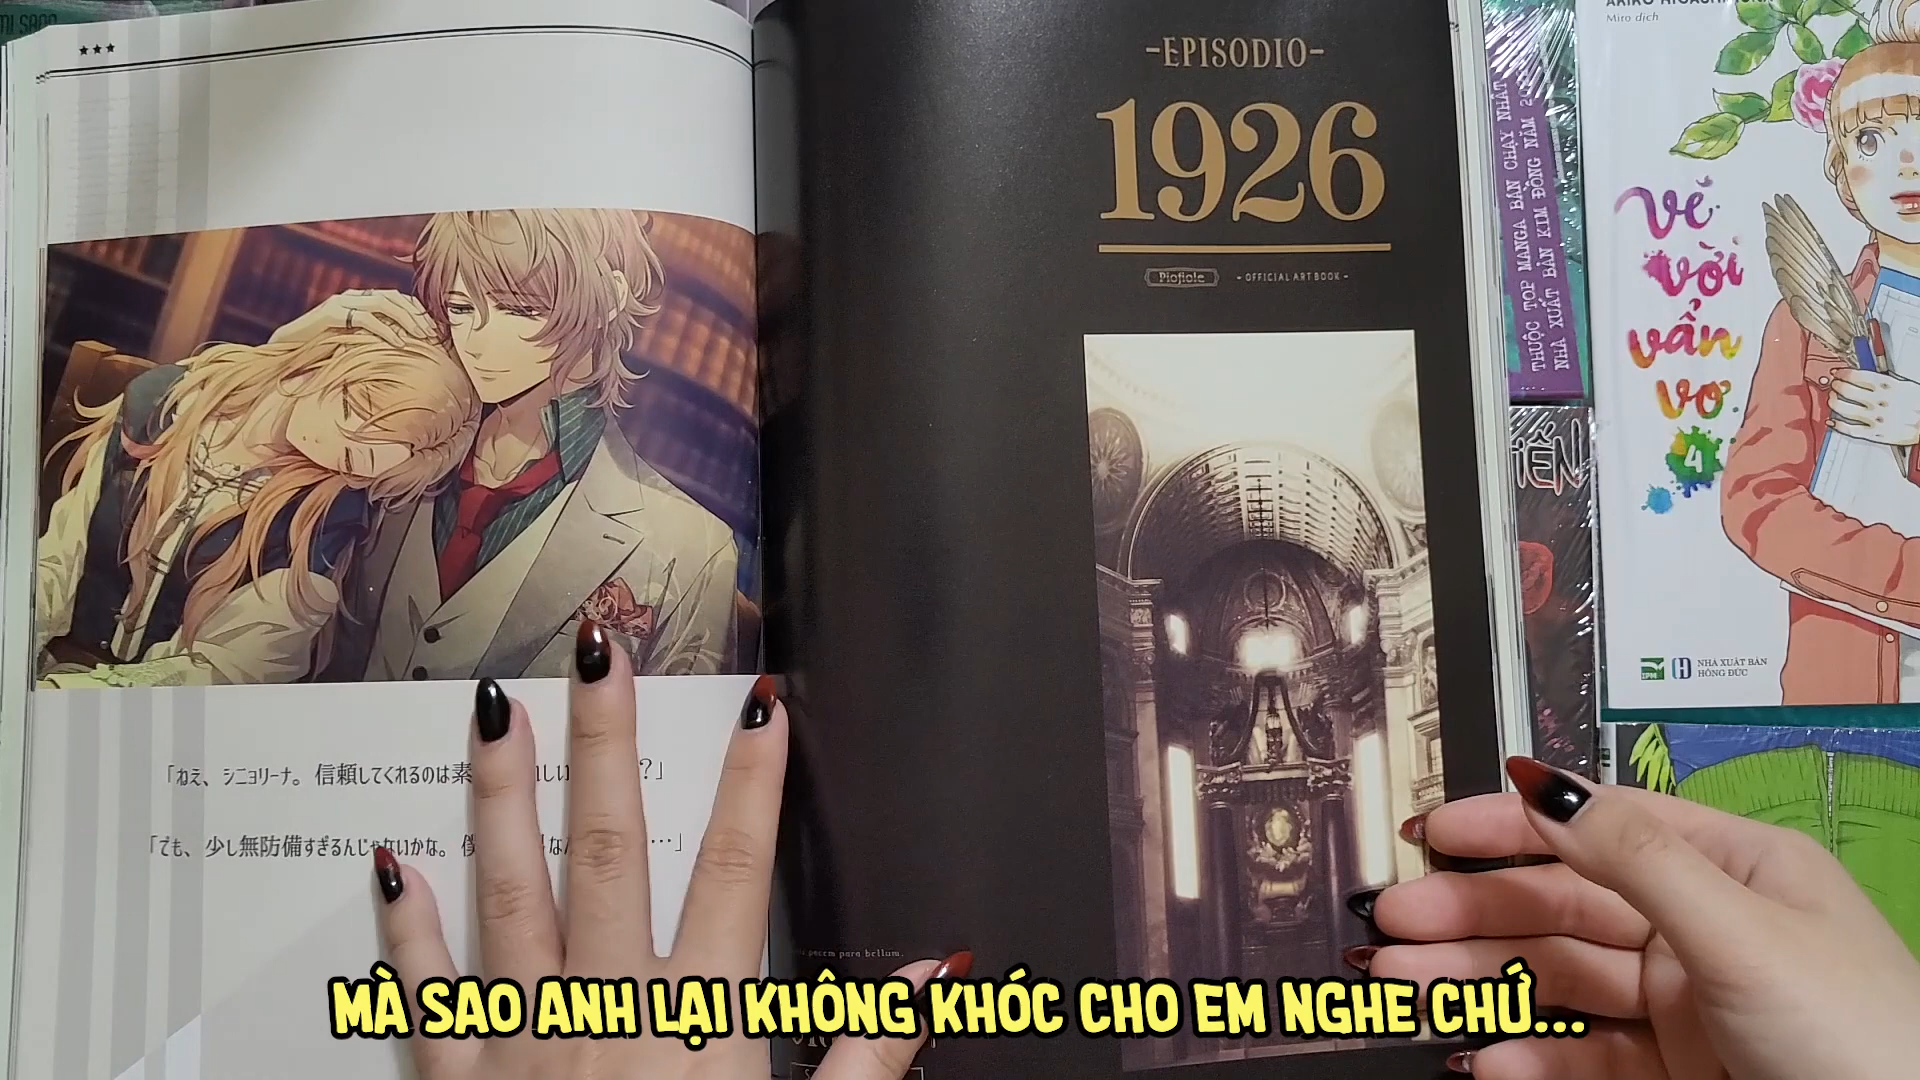 ★★★
「ねえ、シニョリーナ。信頼してくれるのは素 ？」
「でも、少し無防備すぎるんじゃないかな。僕 …」
-EPISODIO-
1926
Piofiore - OFFICIAL ART BOOK -
pacem para bellum.
THUỘC TOP MANGA BÁN CHẠY NHẤT
NHÀ XUẤT BẢN KIM ĐỒNG NĂM
Miro dịch
Vẽ
vời
vẩn
vơ
4
IPM
NHÀ XUẤT BẢN
HỒNG ĐỨC
MÀ SAO ANH LẠI KHÔNG KHÓC CHO EM NGHE CHỨ...